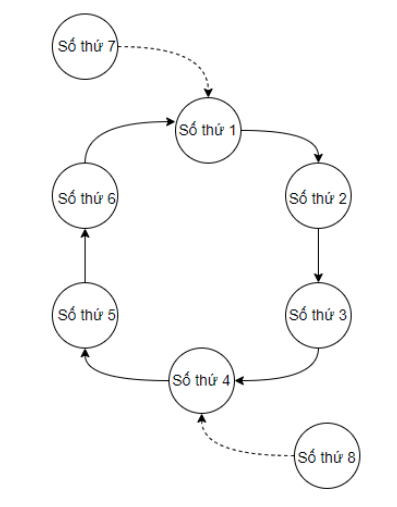 Số thứ 7
Số thứ 1
Số thứ 2
Số thứ 6
Số thứ 3
Số thứ 5
Số thứ 4
Số thứ 8